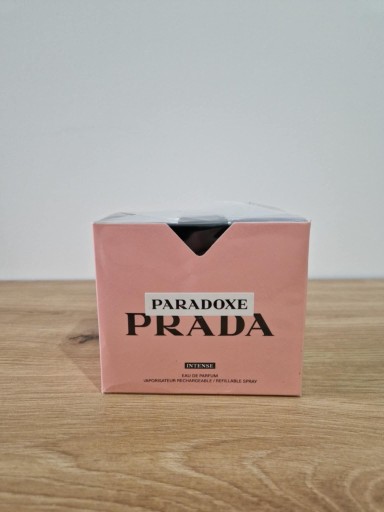 PARADOXE
PRADA
INTENSE
EAU DE PARFUM
VAPORISATEUR RECHARGEABLE / REFILLABLE SPRAY